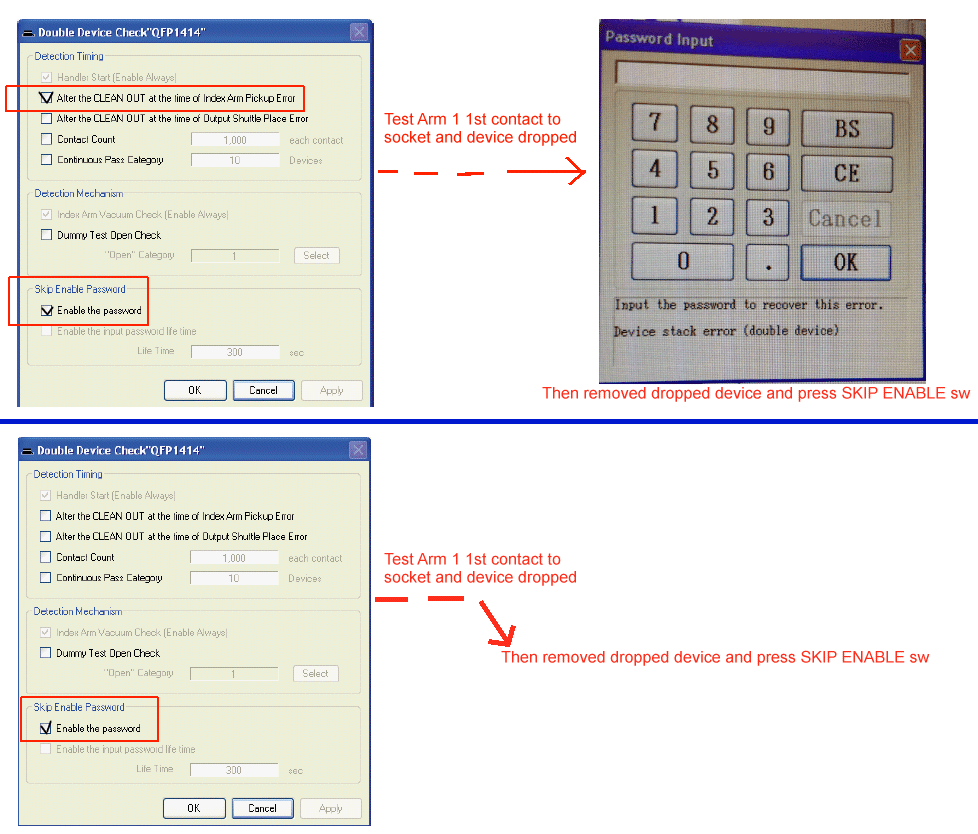 Double Device Check"QFP1414"
Detection Timing
Handler Start (Enable Always)
Alter the CLEAN OUT at the time of Index Arm Pickup Error
Alter the CLEAN OUT at the time of Output Shuttle Place Error
Contact Count 1,000 each contact
Continuous Pass Category 10 Devices
Detection Mechanism
Index Arm Vacuum Check (Enable Always)
Dummy Test Open Check
"Open" Category 1 Select
Skip Enable Password
Enable the password
Enable the input password life time
Life Time 300 sec
OK Cancel Apply
Test Arm 1 1st contact to
socket and device dropped
Password Input
7 8 9 BS
4 5 6 CE
1 2 3 Cancel
0 . OK
Input the password to recover this error.
Device stack error (double device)
Then removed dropped device and press SKIP ENABLE sw
Double Device Check"QFP1414"
Detection Timing
Handler Start (Enable Always)
Alter the CLEAN OUT at the time of Index Arm Pickup Error
Alter the CLEAN OUT at the time of Output Shuttle Place Error
Contact Count 1,000 each contact
Continuous Pass Category 10 Devices
Detection Mechanism
Index Arm Vacuum Check (Enable Always)
Dummy Test Open Check
"Open" Category 1 Select
Skip Enable Password
Enable the password
Enable the input password life time
Life Time 300 sec
OK Cancel Apply
Test Arm 1 1st contact to
socket and device dropped
Then removed dropped device and press SKIP ENABLE sw